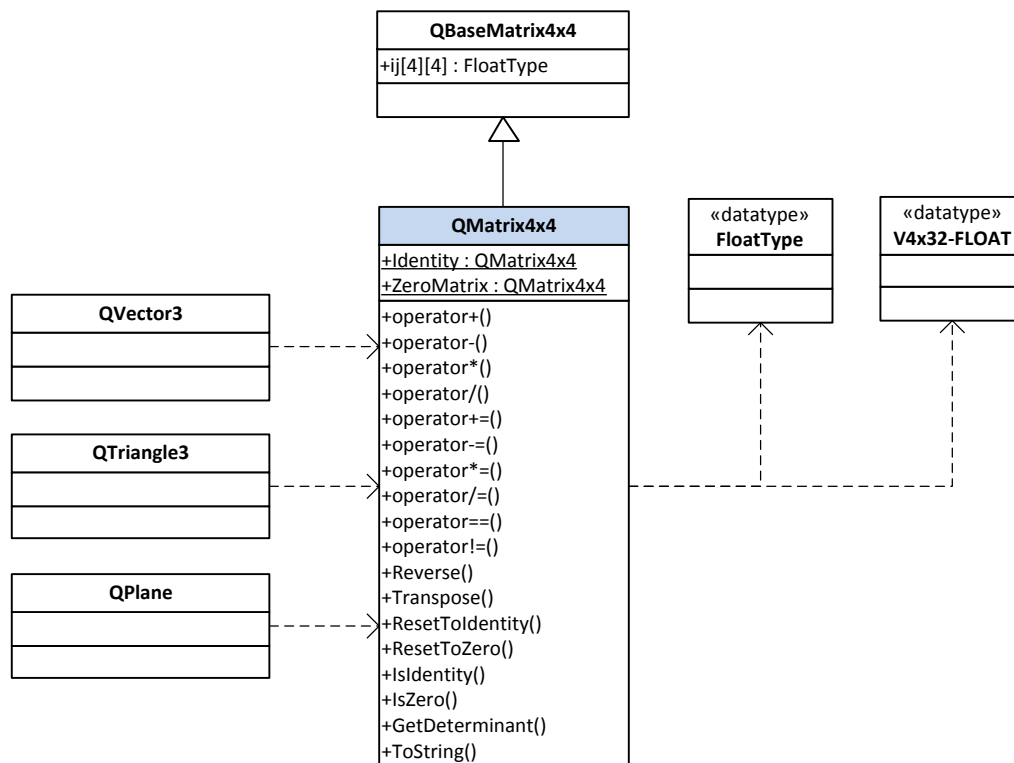 QBaseMatrix4x4
+ij[4][4] : FloatType
QMatrix4x4
+Identity : QMatrix4x4
+ZeroMatrix : QMatrix4x4
+operator+()
+operator-()
+operator*()
+operator/()
+operator+=()
+operator-=()
+operator*=()
+operator/=()
+operator==()
+operator!=()
+Reverse()
+Transpose()
+ResetToIdentity()
+ResetToZero()
+IsIdentity()
+IsZero()
+GetDeterminant()
+ToString()
«datatype»
FloatType
«datatype»
V4x32-FLOAT
QVector3
QTriangle3
QPlane